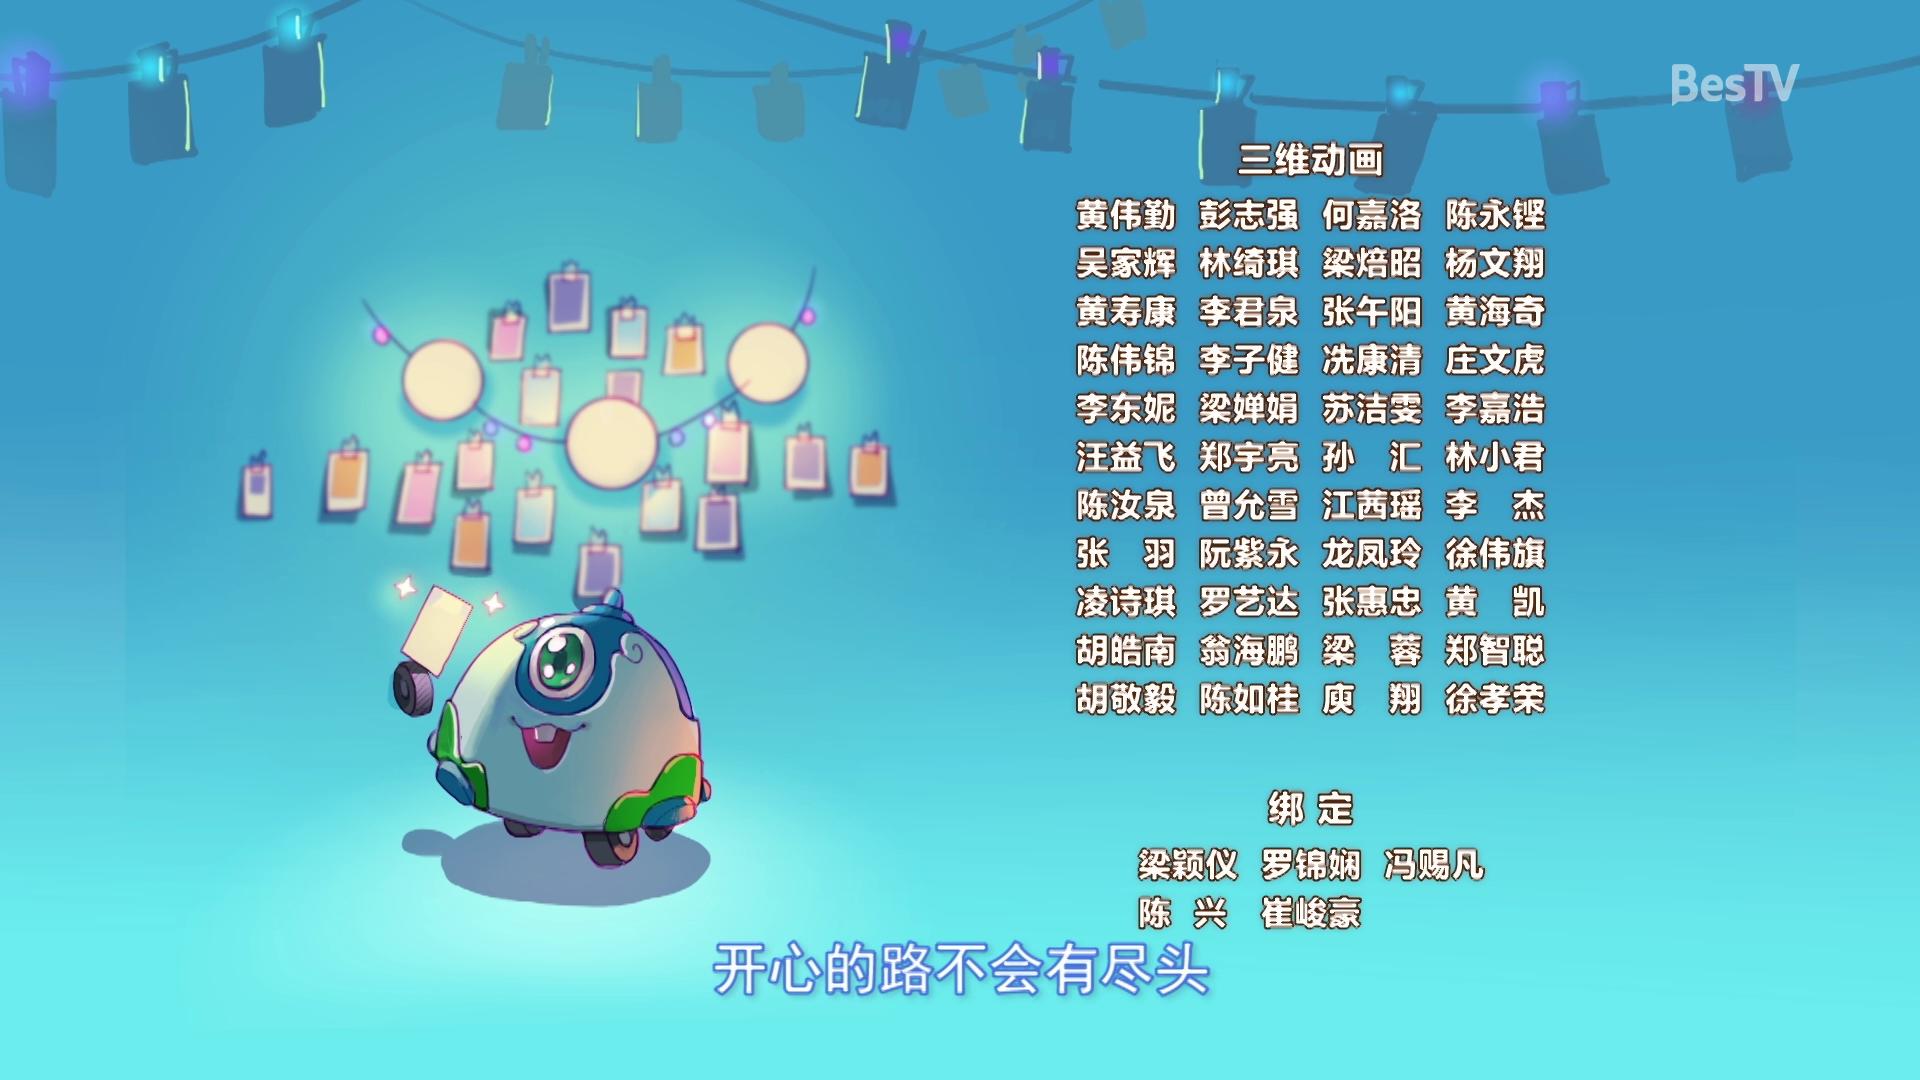 BesTV
三维动画
黄伟勤 彭志强 何嘉洛 陈永铿
吴家辉 林绮琪 梁焙昭 杨文翔
黄寿康 李君泉 张午阳 黄海奇
陈伟锦 李子健 冼康清 庄文虎
李东妮 梁婵娟 苏洁雯 李嘉浩
汪益飞 郑宇亮 孙 汇 林小君
陈汝泉 曾允雪 江茜瑶 李 杰
张 羽 阮紫永 龙凤玲 徐伟旗
凌诗琪 罗艺达 张惠忠 黄 凯
胡皓南 翁海鹏 梁 蓉 郑智聪
胡敬毅 陈如桂 庾 翔 徐孝荣
绑 定
梁颖仪 罗锦娴 冯赐凡
陈 兴 崔峻豪
开心的路不会有尽头